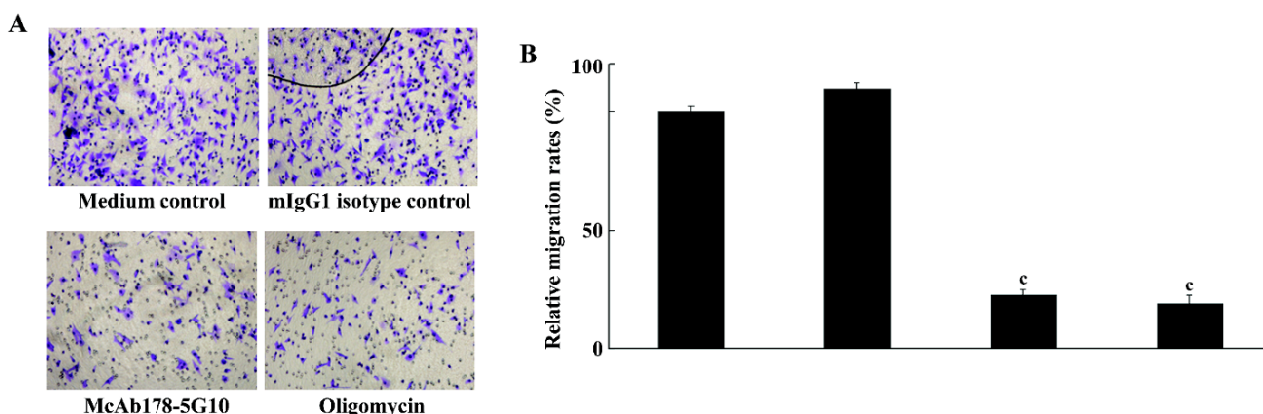 A
Medium control
mIgG1 isotype control
McAb178-5G10
Oligomycin
B
Relative migration rates (%)
100
50
0
c
c